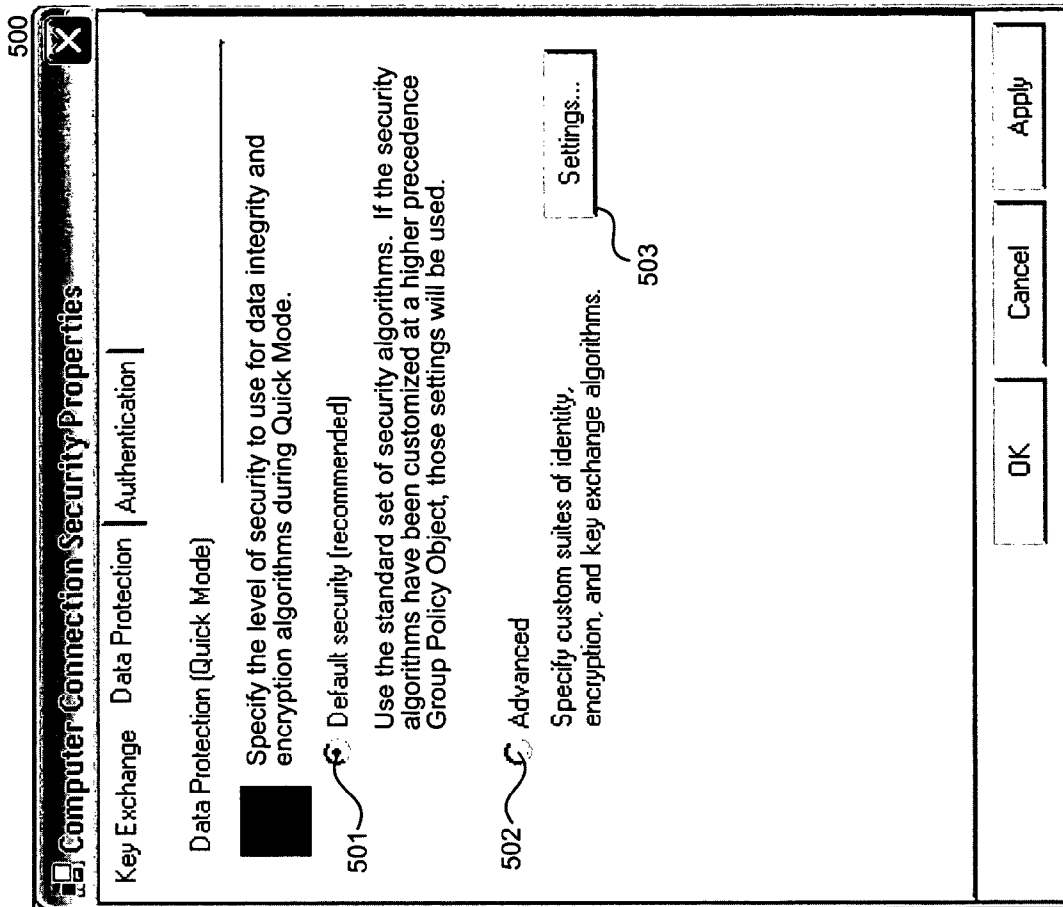 500
Computer Connection Security Properties
Key Exchange Data Protection Authentication
Data Protection (Quick Mode)
Specify the level of security to use for data integrity and
encryption algorithms during Quick Mode.
501
Default security (recommended)
Use the standard set of security algorithms. If the security
algorithms have been customized at a higher precedence
Group Policy Object, those settings will be used.
502
Advanced
Specify custom suites of identity,
encryption, and key exchange algorithms.
Settings...
503
OK Cancel Apply